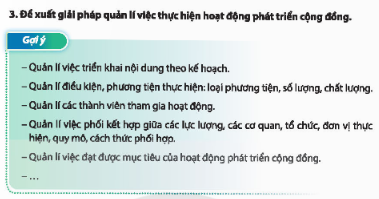 3. Đề xuất giải pháp quản lí việc thực hiện hoạt động phát triển cộng đồng.
Gợi ý
– Quản lí việc triển khai nội dung theo kế hoạch.
– Quản lí điều kiện, phương tiện thực hiện: loại phương tiện, số lượng, chất lượng.
– Quản lí các thành viên tham gia hoạt động.
– Quản lí việc phối kết hợp giữa các lực lượng, các cơ quan, tổ chức, đơn vị thực
hiện, quy mô, cách thức phối hợp.
– Quản lí việc đạt được mục tiêu của hoạt động phát triển cộng đồng.
– ...